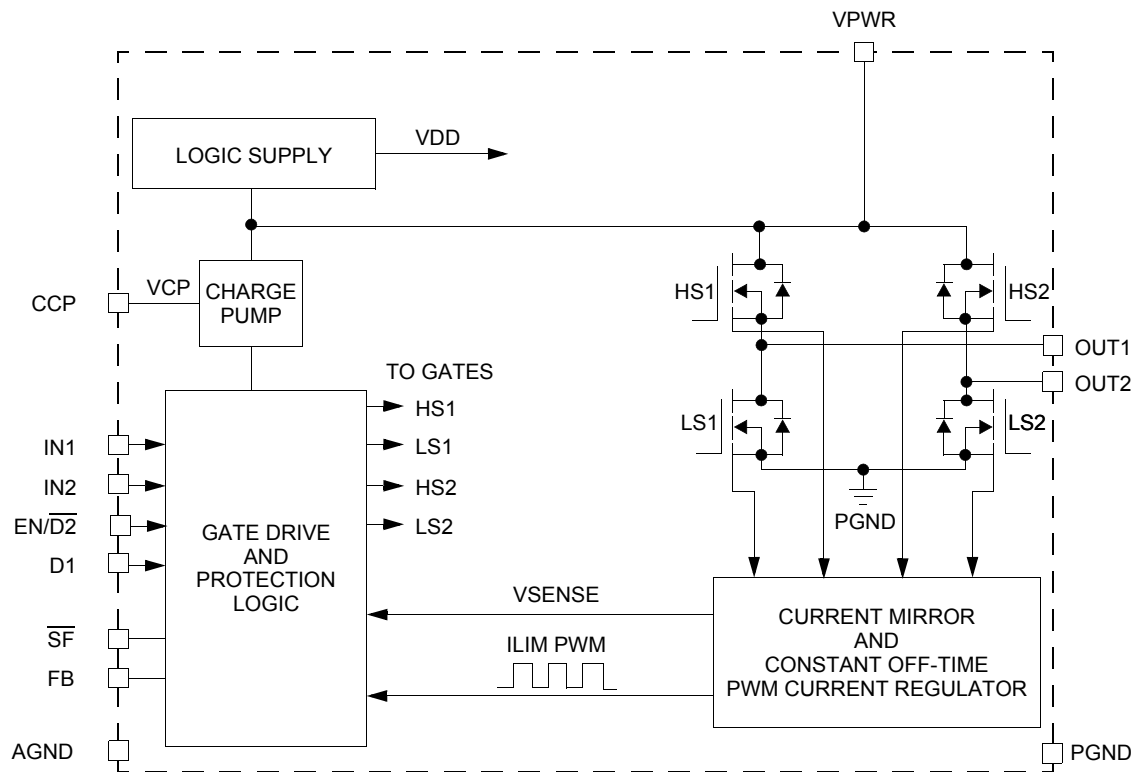 VPWR
LOGIC SUPPLY
VDD
CCP
VCP
CHARGE
PUMP
HS1
HS2
OUT1
OUT2
TO GATES
HS1
LS1
HS2
LS2
LS1
LS2
PGND
IN1
IN2
EN/D2
D1
SF
FB
AGND
GATE DRIVE
AND
PROTECTION
LOGIC
VSENSE
ILIM PWM
CURRENT MIRROR
AND
CONSTANT OFF-TIME
PWM CURRENT REGULATOR
PGND